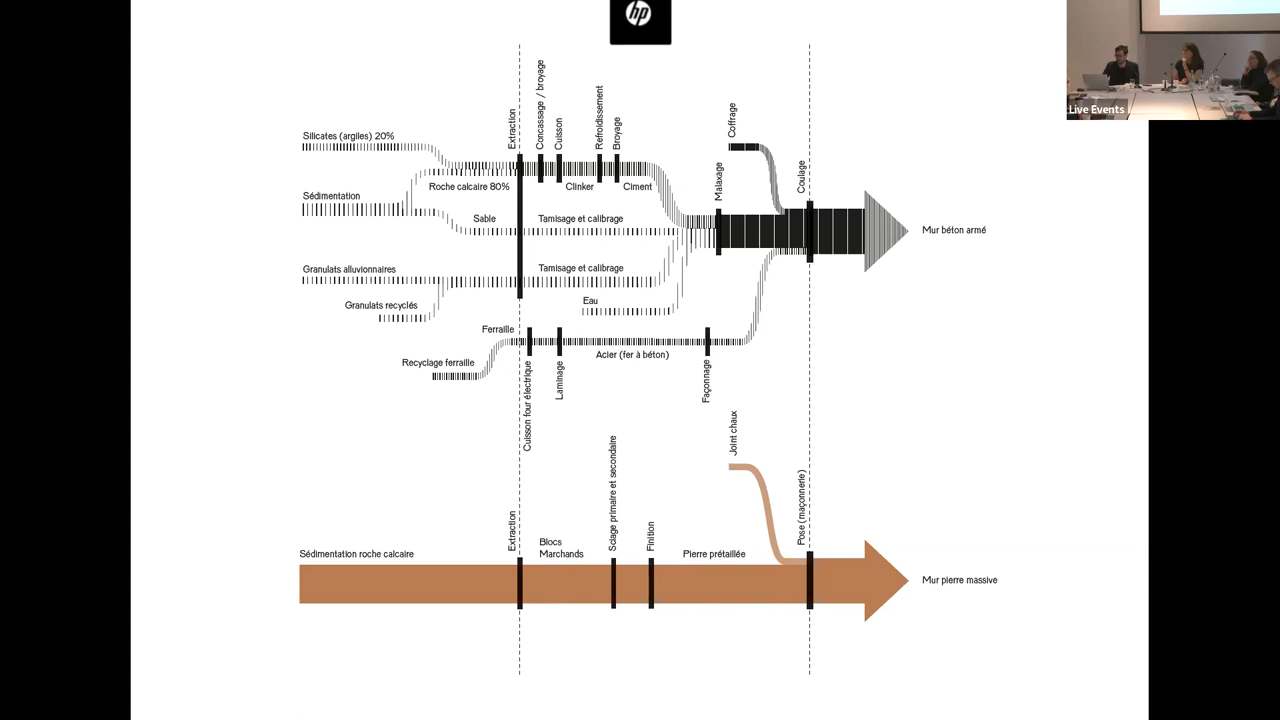 hp
Live Events
Silicates (argiles) 20%
Extraction
Concassage / broyage
Cuisson
Refroidissement
Broyage
Coffrage
Roche calcaire 80%
Clinker
Ciment
Malaxage
Coulage
Sédimentation
Sable
Tamisage et calibrage
Mur béton armé
Granulats alluvionnaires
Tamisage et calibrage
Granulats recyclés
Eau
Ferraille
Acier (fer à béton)
Recyclage ferraille
Cuisson four électrique
Laminage
Façonnage
Joint chaux
Sédimentation roche calcaire
Extraction
Blocs
Marchands
Sciage primaire et secondaire
Finition
Pierre prétaillée
Pose (maçonnerie)
Mur pierre massive